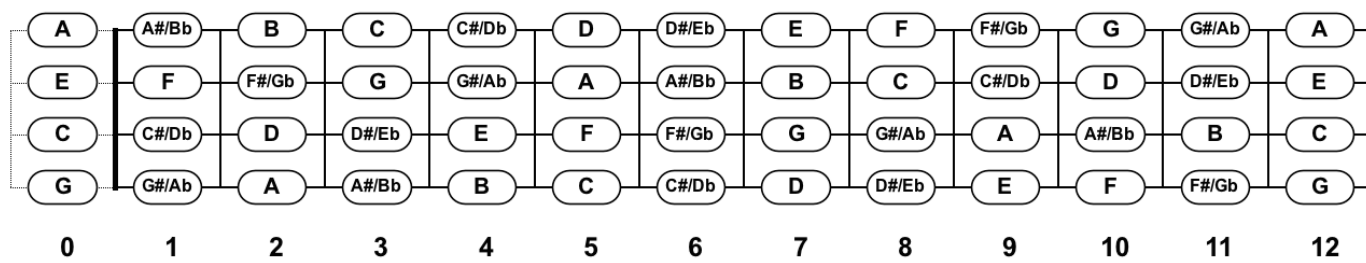 A A#/Bb B C C#/Db D D#/Eb E F F#/Gb G G#/Ab A
E F F#/Gb G G#/Ab A A#/Bb B C C#/Db D D#/Eb E
C C#/Db D D#/Eb E F F#/Gb G G#/Ab A A#/Bb B C
G G#/Ab A A#/Bb B C C#/Db D D#/Eb E F F#/Gb G
0 1 2 3 4 5 6 7 8 9 10 11 12